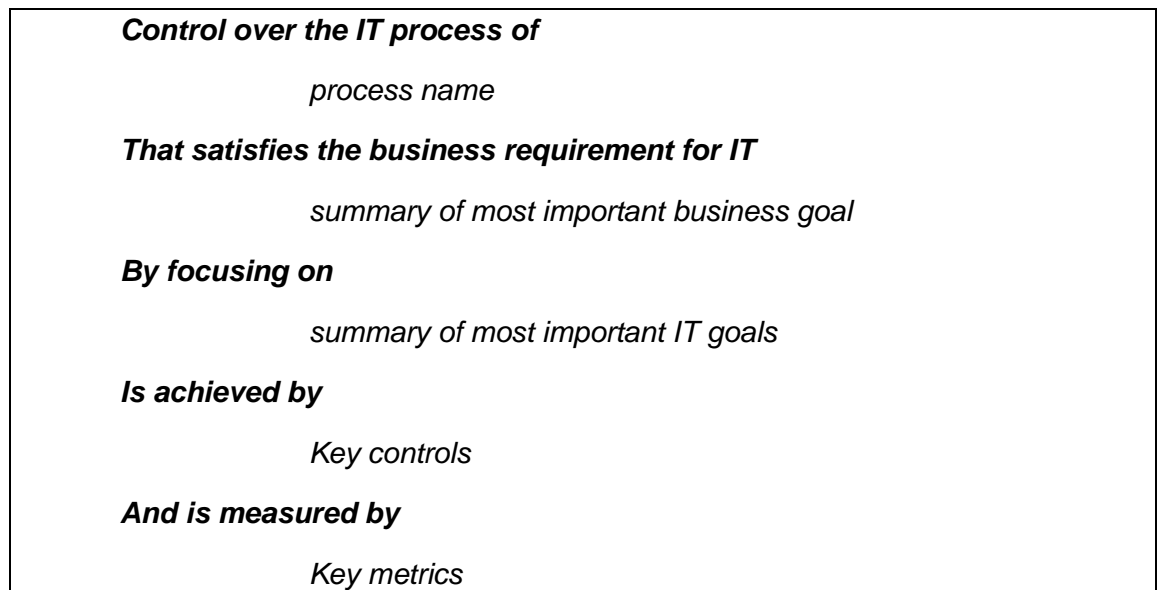 Control over the IT process of
process name
That satisfies the business requirement for IT
summary of most important business goal
By focusing on
summary of most important IT goals
Is achieved by
Key controls
And is measured by
Key metrics